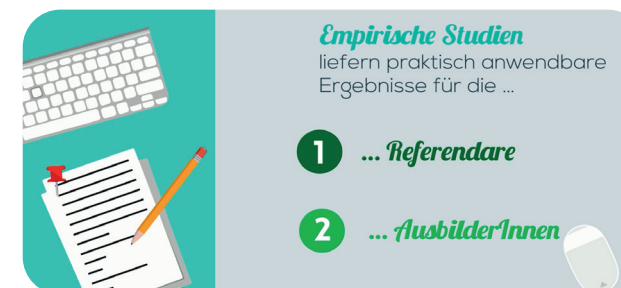 Empirische Studien
liefern praktisch anwendbare
Ergebnisse für die ...
1 ... Referendare
2 ... AusbilderInnen